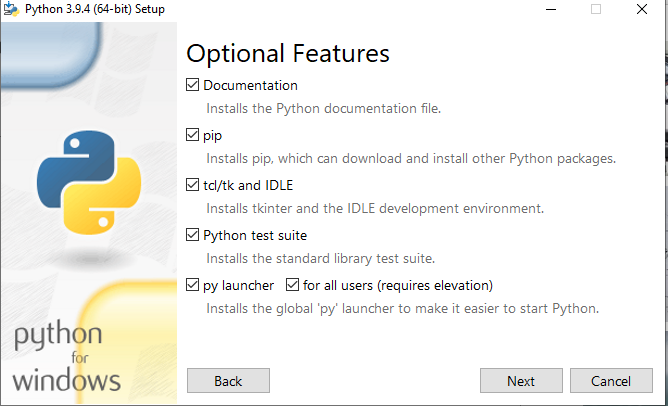 Python 3.9.4 (64-bit) Setup
Optional Features
Documentation
Installs the Python documentation file.
pip
Installs pip, which can download and install other Python packages.
tcl/tk and IDLE
Installs tkinter and the IDLE development environment.
Python test suite
Installs the standard library test suite.
py launcher for all users (requires elevation)
Installs the global 'py' launcher to make it easier to start Python.
python
for
windows
Back Next Cancel